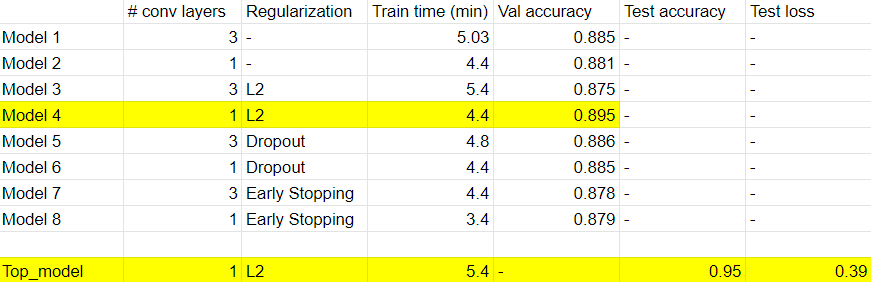 # conv layers Regularization Train time (min) Val accuracy Test accuracy Test loss
Model 1 3 - 5.03 0.885 - -
Model 2 1 - 4.4 0.881 - -
Model 3 3 L2 5.4 0.875 - -
Model 4 1 L2 4.4 0.895 - -
Model 5 3 Dropout 4.8 0.886 - -
Model 6 1 Dropout 4.4 0.885 - -
Model 7 3 Early Stopping 4.4 0.878 - -
Model 8 1 Early Stopping 3.4 0.879 - -
Top_model 1 L2 5.4 - 0.95 0.39